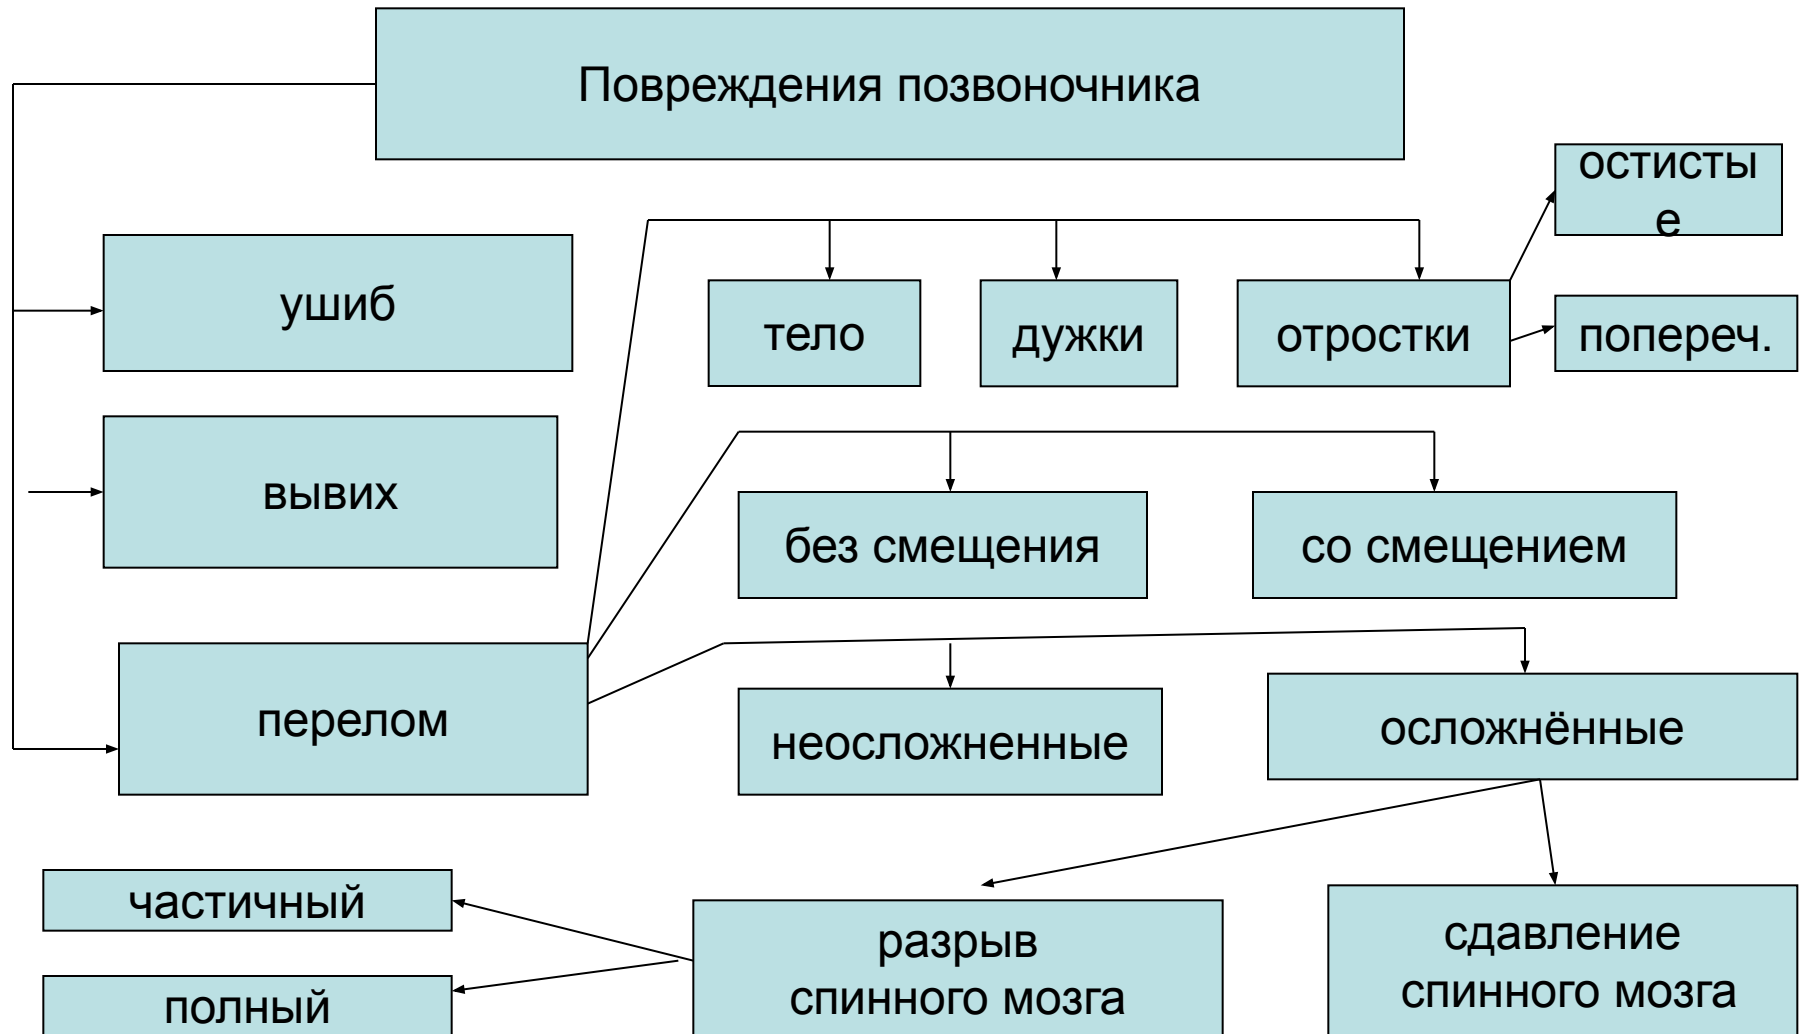 Повреждения позвоночника
остисты
е
ушиб
тело
дужки
отростки
попереч.
вывих
без смещения
со смещением
перелом
неосложненные
осложнённые
частичный
полный
разрыв
спинного мозга
сдавление
спинного мозга